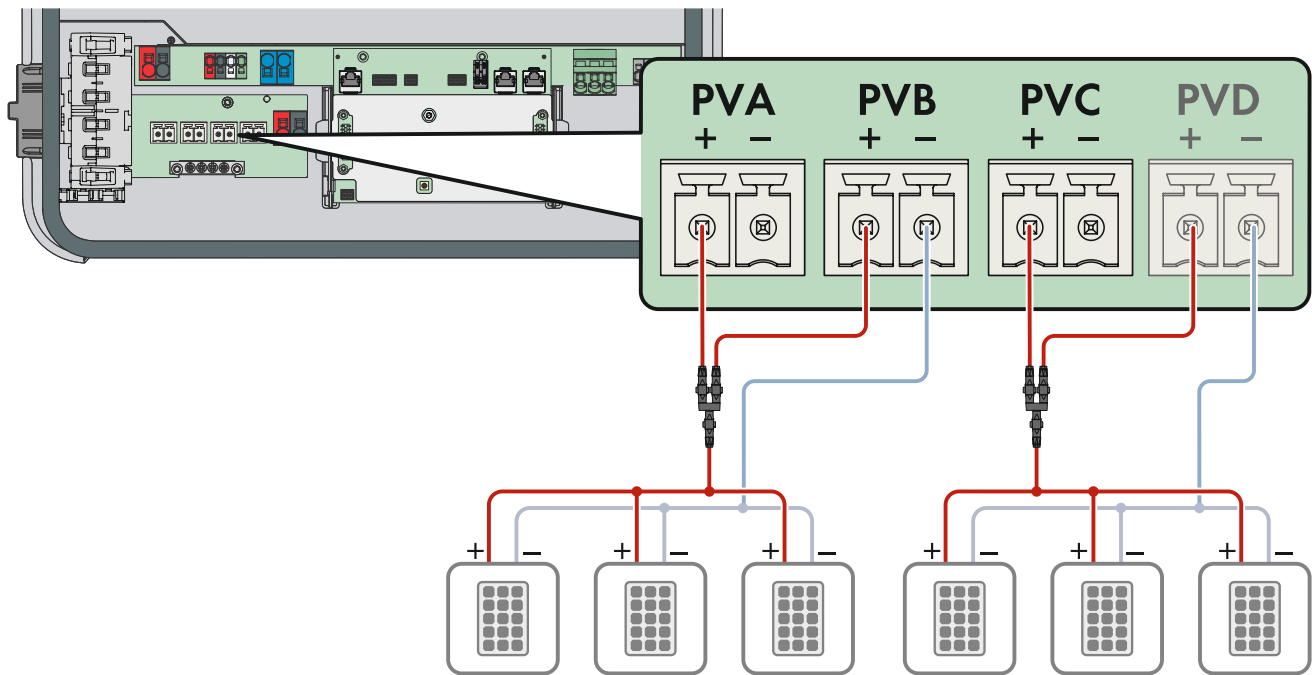 PVA PVB PVC PVD
+ − + − + − + −
+ − + − + − + − + − + −